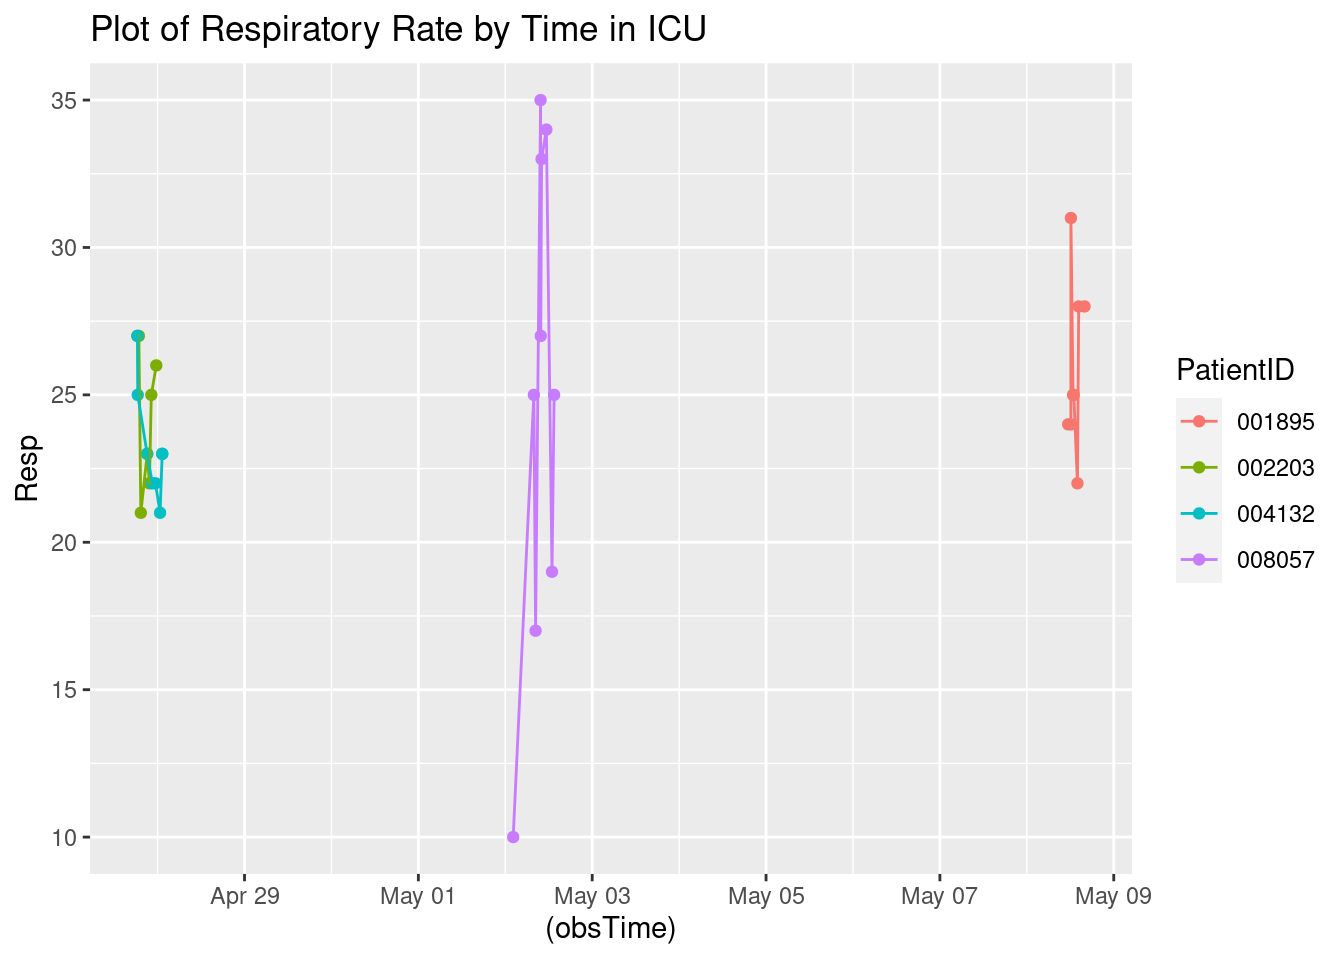 Plot of Respiratory Rate by Time in ICU
35
30
25
20
15
10
Resp
Apr 29 May 01 May 03 May 05 May 07 May 09
(obsTime)
PatientID
001895
002203
004132
008057